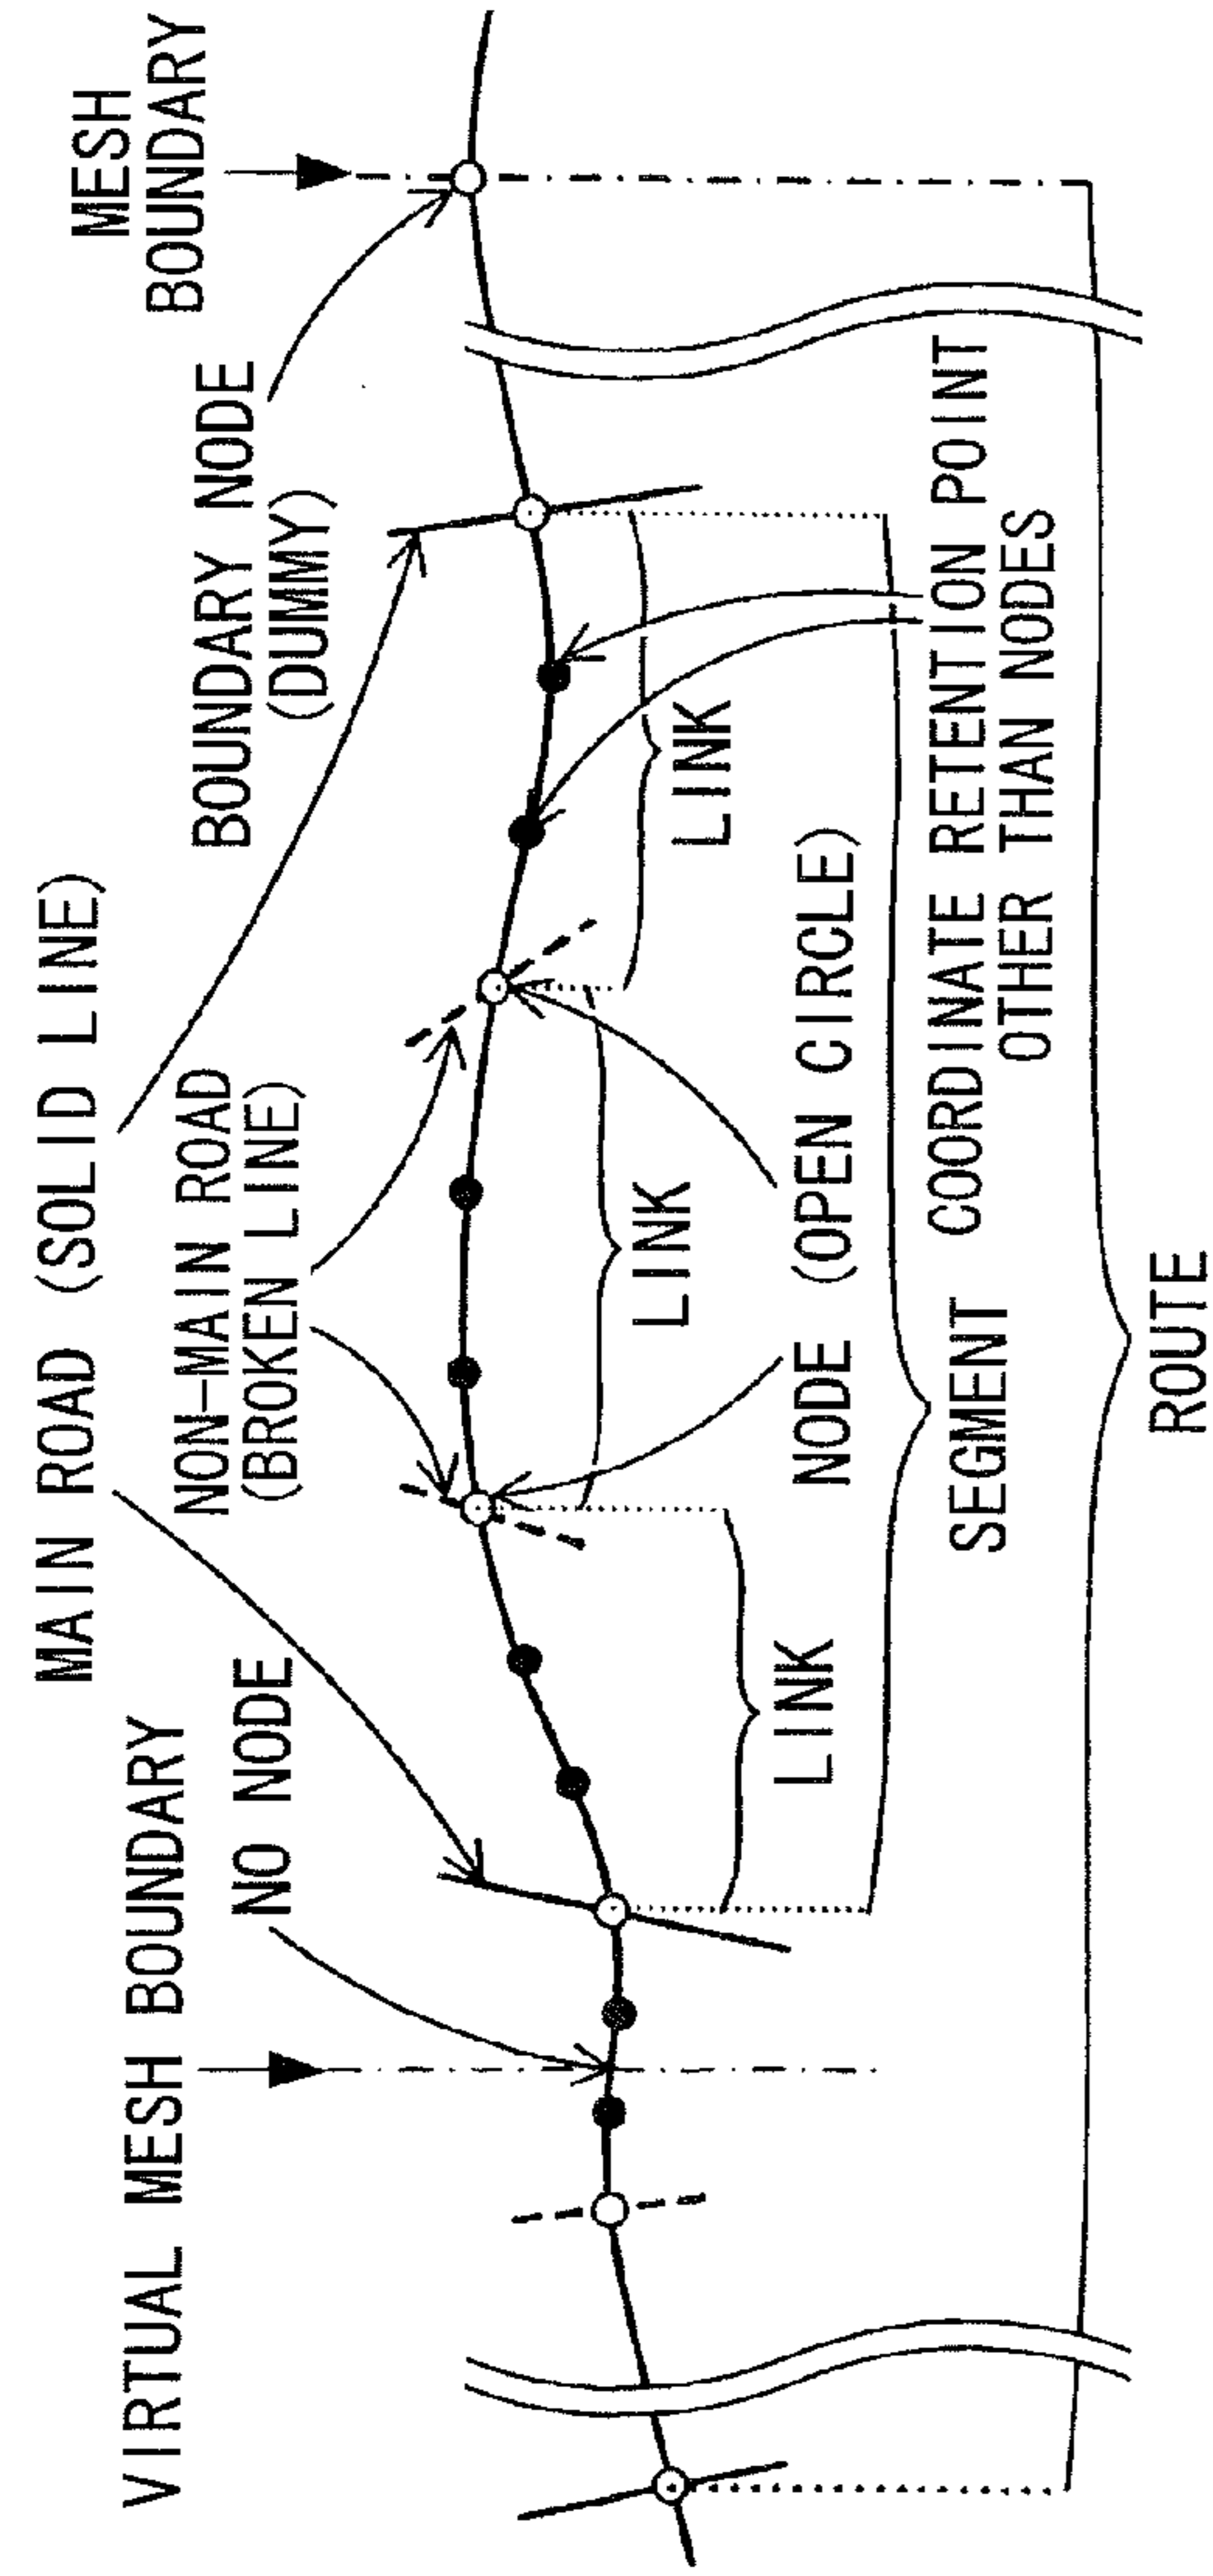 MAIN ROAD (SOLID LINE)
MESH
BOUNDARY
VIRTUAL MESH BOUNDARY
NON-MAIN ROAD
(BROKEN LINE)
BOUNDARY NODE
(DUMMY)
NO NODE
LINK
LINK
LINK
NODE (OPEN CIRCLE)
SEGMENT
COORDINATE RETENTION POINT
OTHER THAN NODES
ROUTE